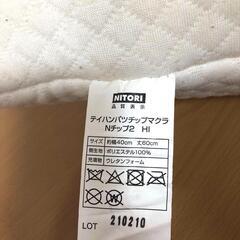 NITORI
品質表示
テイハンパツチップマクラ
Nチップ2 HI
サイズ 約幅40cm 丈60cm
側生地 ポリエステル100%
充填物 ウレタンフォーム
LOT 210210